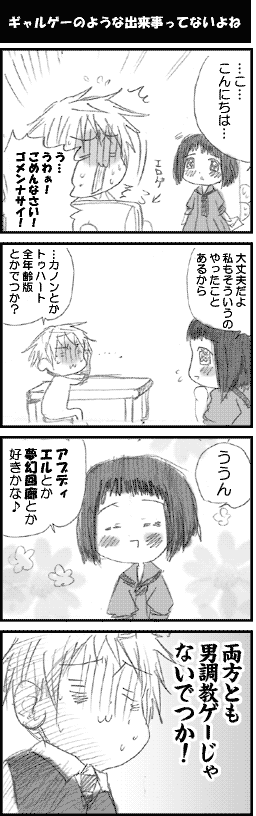 ギャルゲーのような出来事ってないよね
…こ…
こんにちは…
エロゲ
う…
うわぁ！
ごめんなさい！
ゴメンナサイ！
大丈夫だよ
私もそういうの
やったこと
あるから
…カノンとか
トゥハート
全年齢版
とかでつか？
ううん
アブディ
エルとか
夢幻回廊とか
好きかな♪
両方とも
男調教ゲーじゃ
ないでつか！